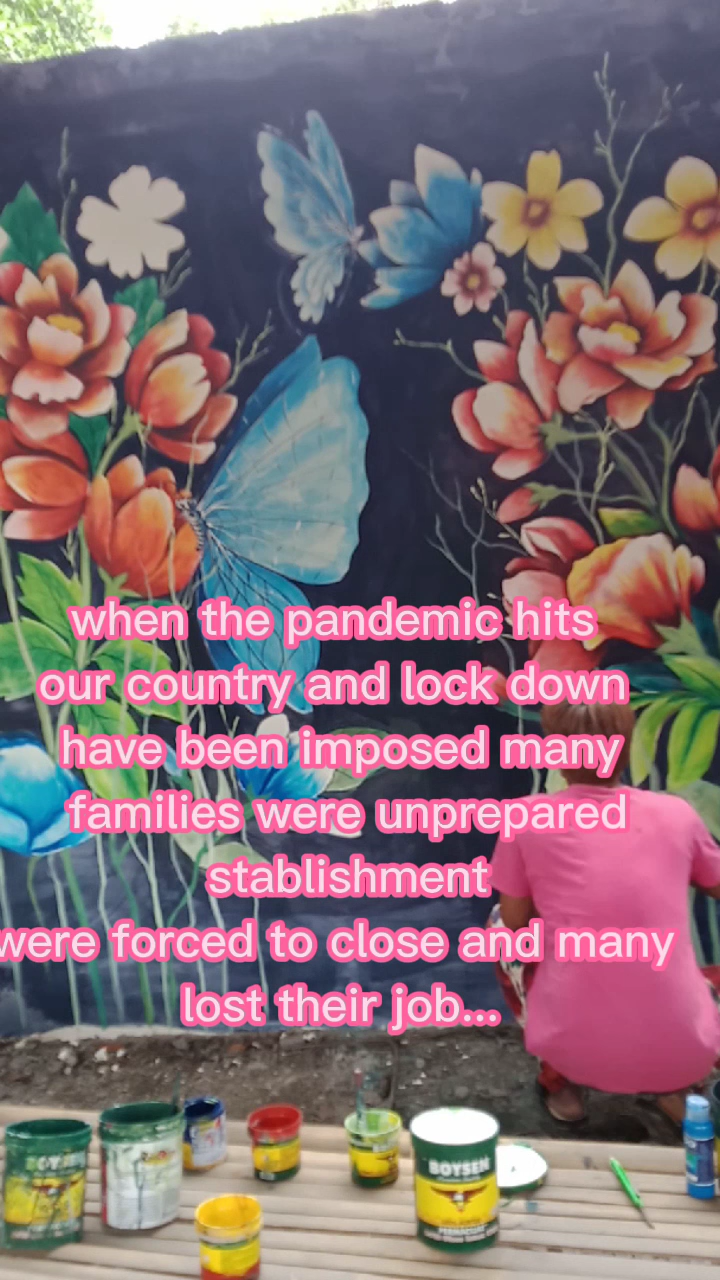 when the pandemic hits
our country and lock down
have been imposed many
families were unprepared
stablishment
were forced to close and many
lost their job...
BOYSEN